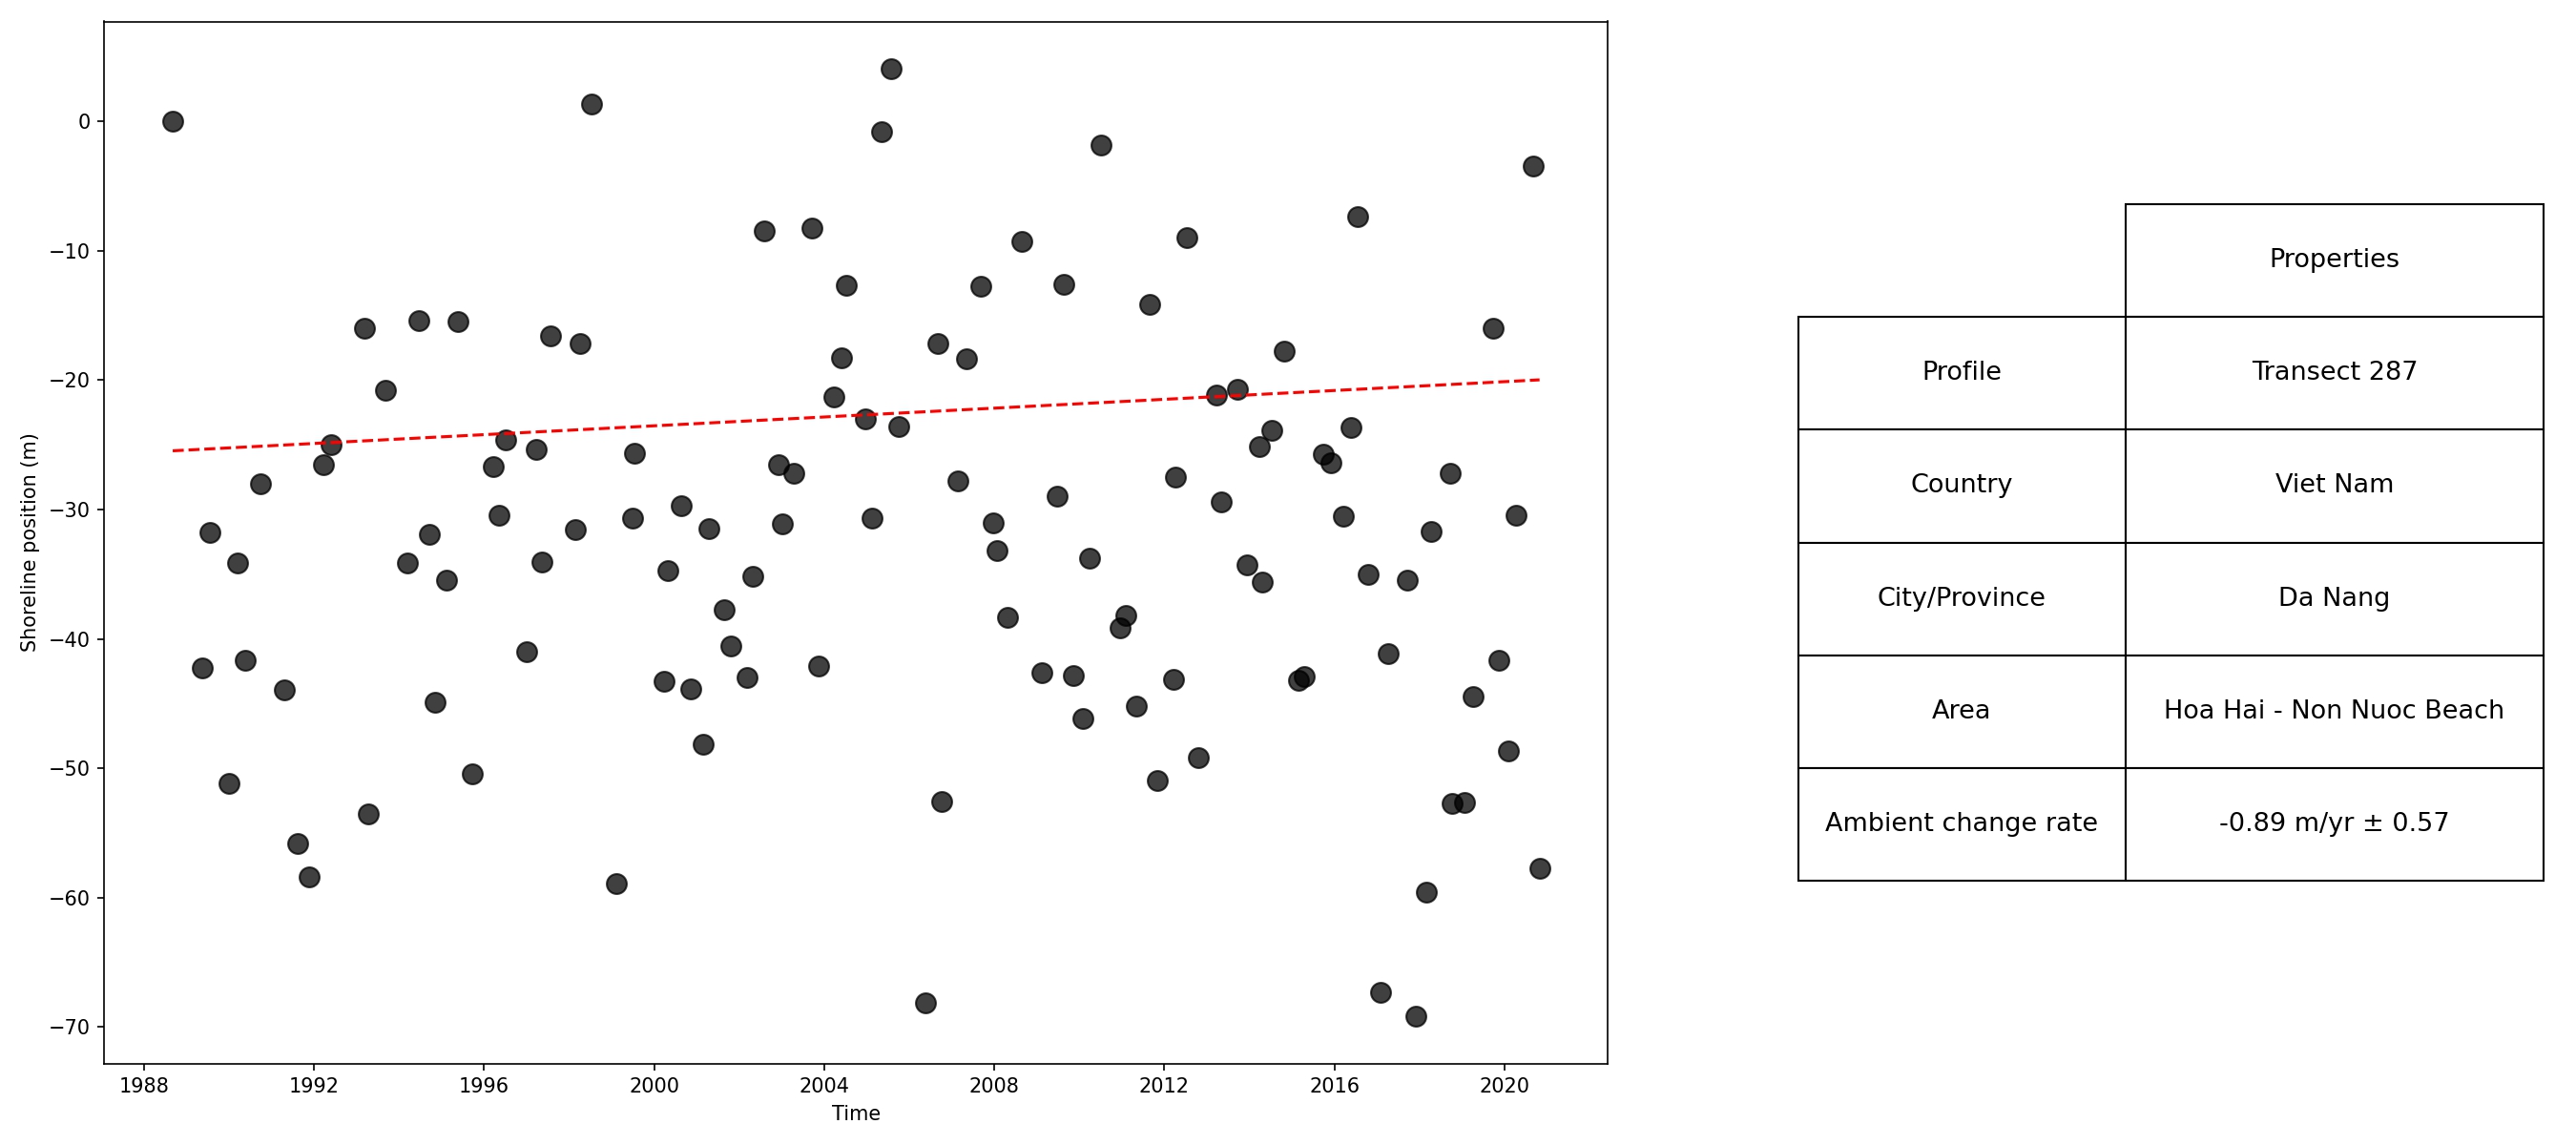 0
−10
−20
−30
−40
−50
−60
−70
Shoreline position (m)
1988 1992 1996 2000 2004 2008 2012 2016 2020
Time
Properties
Profile Transect 287
Country Viet Nam
City/Province Da Nang
Area Hoa Hai - Non Nuoc Beach
Ambient change rate -0.89 m/yr ± 0.57